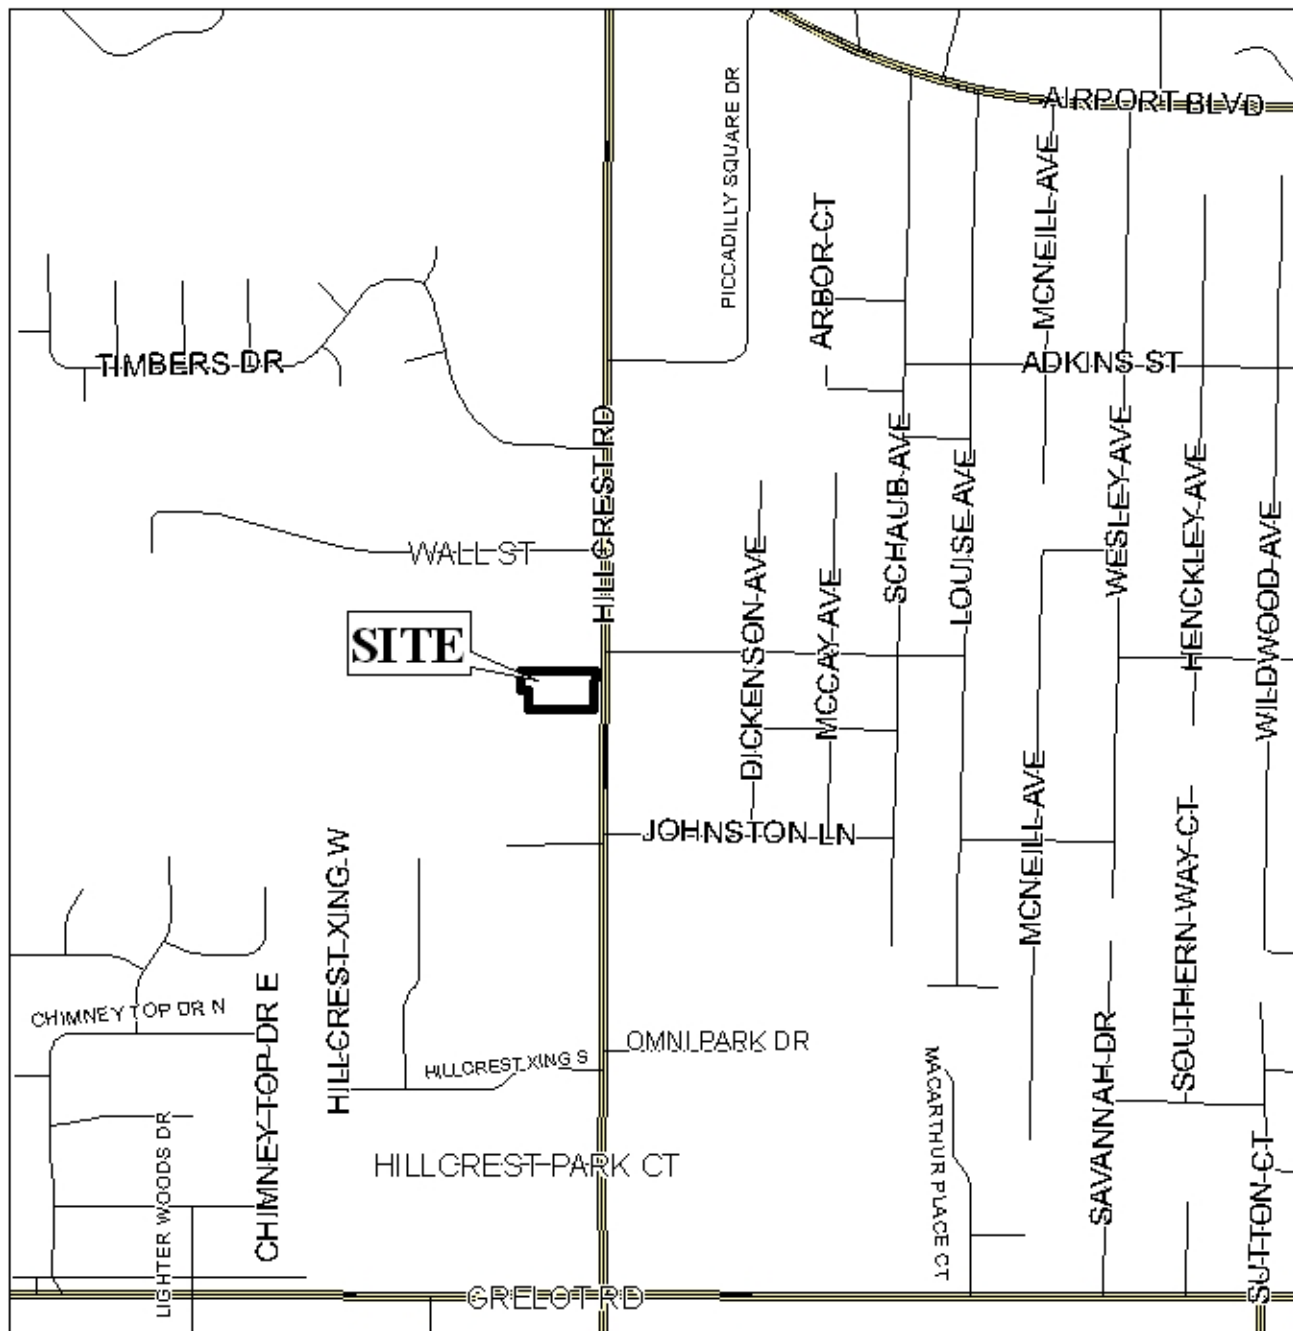 AIRPORT BLVD
PICCADILLY SQUARE DR
MCNEILL AVE
ARBOR CT
TIMBERS DR
ADKINS ST
HILLCREST RD
SCHAUB AVE
LOUISE AVE
WESLEY AVE
HENCKLEY AVE
WILDWOOD AVE
WALL ST
DICKENSON AVE
MCCAY AVE
SITE
JOHNSTON LN
MCNEILL AVE
SOUTHERN WAY CT
HILLCREST XING W
CHIMNEY TOP DR N
CHIMNEY TOP DR E
OMNI PARK DR
HILLCREST XING S
MACARTHUR PLACE CT
SAVANNAH DR
LIGHTER WOODS DR
HILLCREST PARK CT
SUTTON CT
GRELOT RD